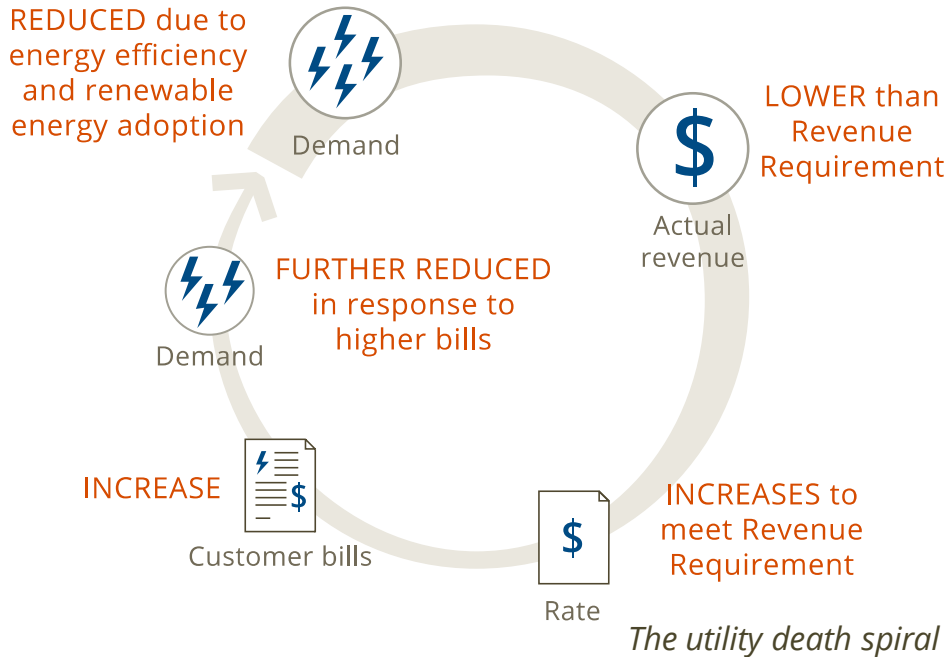 REDUCED due to
energy efficiency
and renewable
energy adoption
Demand
$
Actual
revenue
LOWER than
Revenue
Requirement
$
Rate
INCREASES to
meet Revenue
Requirement
$
Customer bills
INCREASE
Demand
FURTHER REDUCED
in response to
higher bills
The utility death spiral